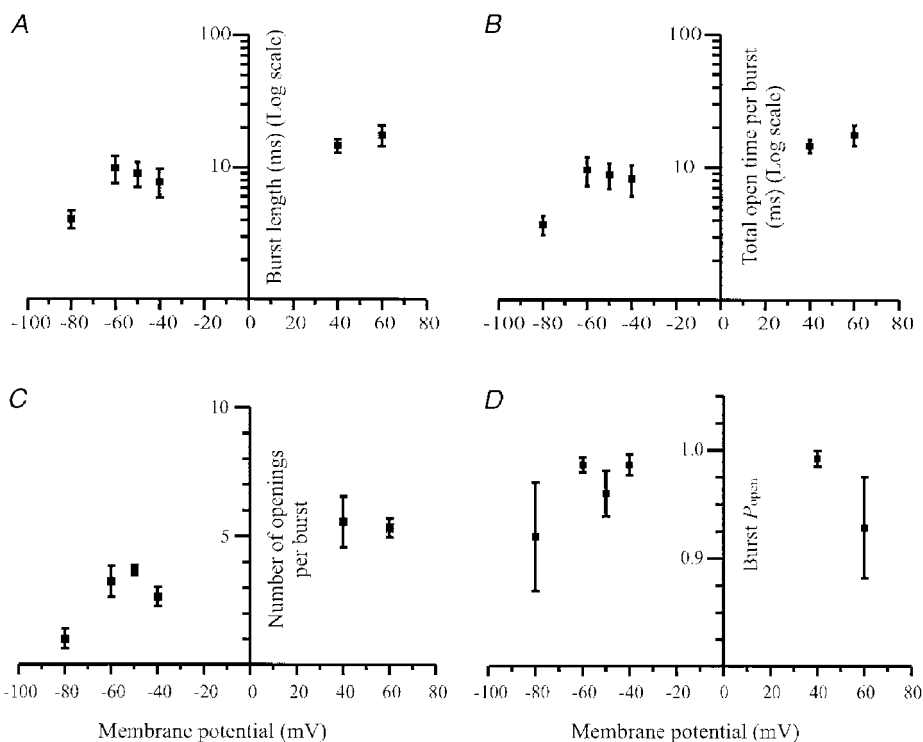 A
100
10
Burst length (ms) (Log scale)
-100 -80 -60 -40 -20 0 20 40 60 80
B
100
10
Total open time per burst
(ms) (Log scale)
-100 -80 -60 -40 -20 0 20 40 60 80
C
10
5
Number of openings
per burst
-100 -80 -60 -40 -20 0 20 40 60 80
Membrane potential (mV)
D
1.0
0.9
Burst Popen
-100 -80 -60 -40 -20 0 20 40 60 80
Membrane potential (mV)